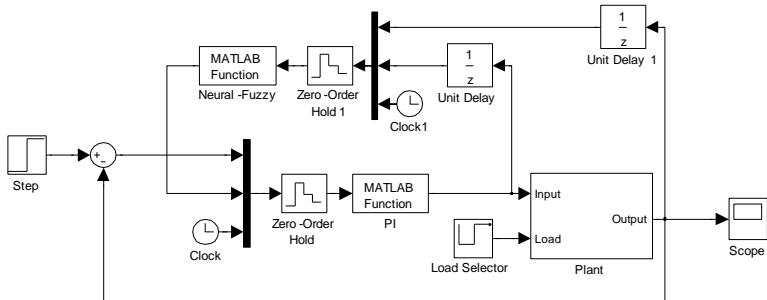 1
z
Unit Delay 1
MATLAB
Function
Neural -Fuzzy
Zero -Order
Hold 1
1
z
Unit Delay
Clock1
Step
+
−
Clock
Zero -Order
Hold
MATLAB
Function
PI
Load Selector
Input
Load
Output
Plant
Scope